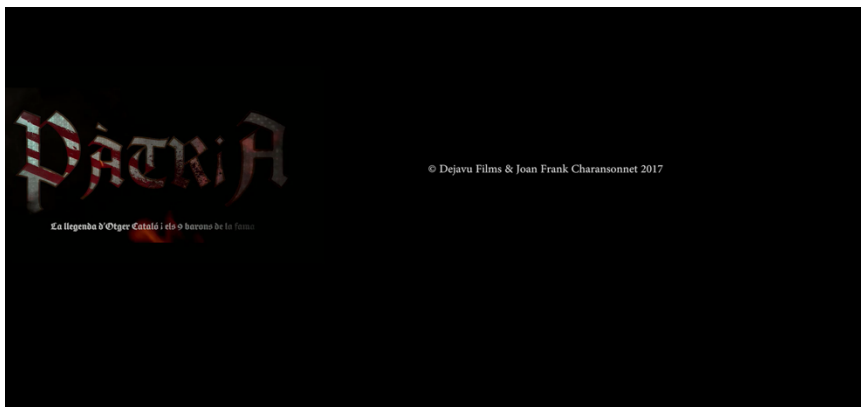 PÀTRiA
La llegenda d'Otger Cataló i els 9 barons de la fama
© Dejavu Films & Joan Frank Charansonnet 2017